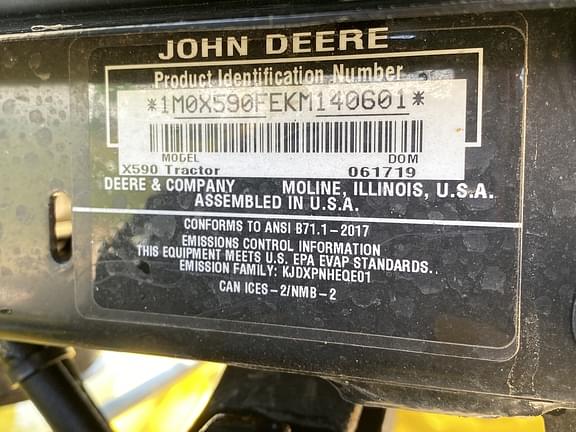 JOHN DEERE
Product Identification Number
*1M0X590FEKM140601*
MODEL DOM
X590 Tractor 061719
DEERE & COMPANY MOLINE, ILLINOIS, U.S.A.
ASSEMBLED IN U.S.A.
CONFORMS TO ANSI B71.1-2017
EMISSIONS CONTROL INFORMATION
THIS EQUIPMENT MEETS U.S. EPA EVAP STANDARDS.
EMISSION FAMILY: KJDXPNHEQE01
CAN ICES-2/NMB-2